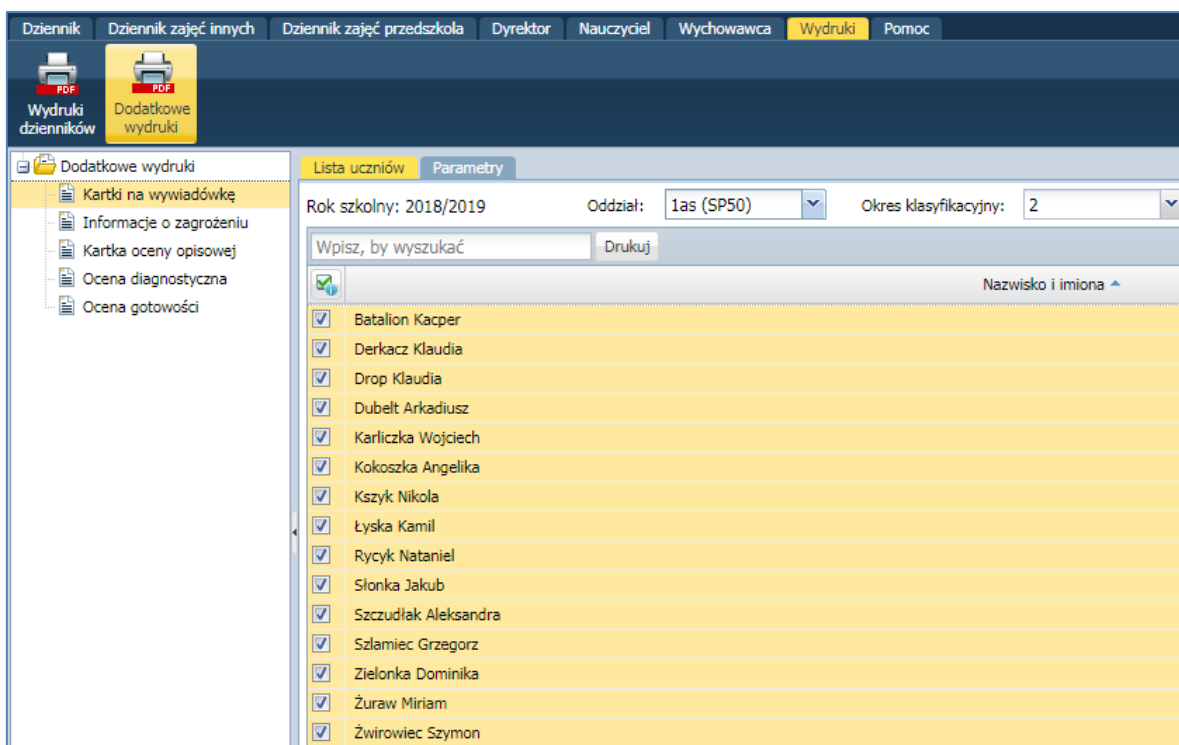 Dziennik Dziennik zajęć innych Dziennik zajęć przedszkola Dyrektor Nauczyciel Wychowawca Wydruki Pomoc
PDF PDF
Wydruki dzienników Dodatkowe wydruki
Dodatkowe wydruki
Kartki na wywiadówkę
Informacje o zagrożeniu
Kartka oceny opisowej
Ocena diagnostyczna
Ocena gotowości
Lista uczniów Parametry
Rok szkolny: 2018/2019 Oddział: 1as (SP50) Okres klasyfikacyjny: 2
Wpisz, by wyszukać Drukuj
Nazwisko i imiona
Batalion Kacper
Derkacz Klaudia
Drop Klaudia
Dubelt Arkadiusz
Karliczka Wojciech
Kokoszka Angelika
Kszyk Nikola
Łyska Kamil
Rycyk Nataniel
Słonka Jakub
Szczudłak Aleksandra
Szlamiec Grzegorz
Zielonka Dominika
Żuraw Miriam
Żwirowiec Szymon